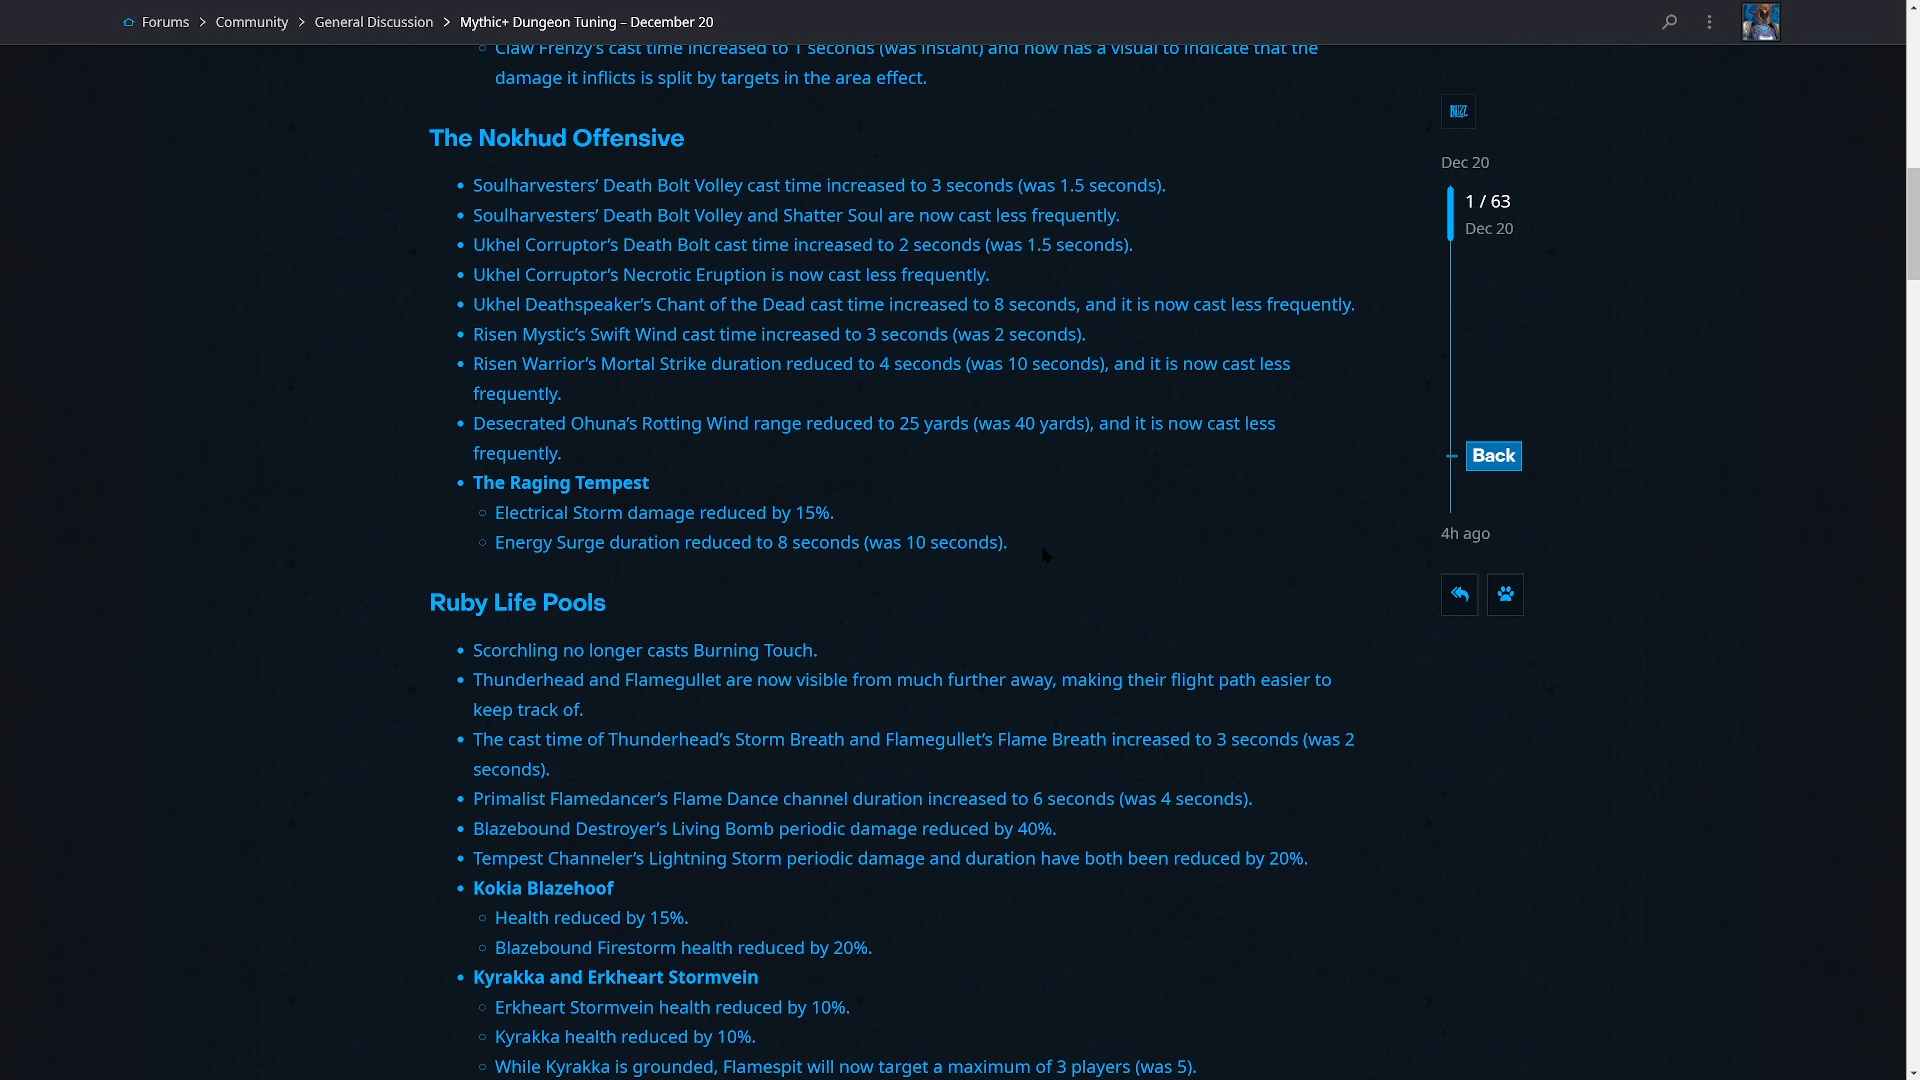 Forums > Community > General Discussion > Mythic+ Dungeon Tuning – December 20
Claw Frenzy's cast time increased to 1 seconds (was instant) and now has a visual to indicate that the
damage it inflicts is split by targets in the area effect.
BLIZZ
The Nokhud Offensive
Dec 20
Soulharvesters’ Death Bolt Volley cast time increased to 3 seconds (was 1.5 seconds).
1 / 63
Soulharvesters’ Death Bolt Volley and Shatter Soul are now cast less frequently.
Dec 20
Ukhel Corruptor’s Death Bolt cast time increased to 2 seconds (was 1.5 seconds).
Ukhel Corruptor’s Necrotic Eruption is now cast less frequently.
Ukhel Deathspeaker’s Chant of the Dead cast time increased to 8 seconds, and it is now cast less frequently.
Risen Mystic’s Swift Wind cast time increased to 3 seconds (was 2 seconds).
Risen Warrior’s Mortal Strike duration reduced to 4 seconds (was 10 seconds), and it is now cast less
frequently.
Desecrated Ohuna’s Rotting Wind range reduced to 25 yards (was 40 yards), and it is now cast less
frequently.
Back
The Raging Tempest
Electrical Storm damage reduced by 15%.
4h ago
Energy Surge duration reduced to 8 seconds (was 10 seconds).
Ruby Life Pools
Scorchling no longer casts Burning Touch.
Thunderhead and Flamegullet are now visible from much further away, making their flight path easier to
keep track of.
The cast time of Thunderhead’s Storm Breath and Flamegullet’s Flame Breath increased to 3 seconds (was 2
seconds).
Primalist Flamedancer’s Flame Dance channel duration increased to 6 seconds (was 4 seconds).
Blazebound Destroyer’s Living Bomb periodic damage reduced by 40%.
Tempest Channeler’s Lightning Storm periodic damage and duration have both been reduced by 20%.
Kokia Blazehoof
Health reduced by 15%.
Blazebound Firestorm health reduced by 20%.
Kyrakka and Erkheart Stormvein
Erkheart Stormvein health reduced by 10%.
Kyrakka health reduced by 10%.
While Kyrakka is grounded, Flamespit will now target a maximum of 3 players (was 5).